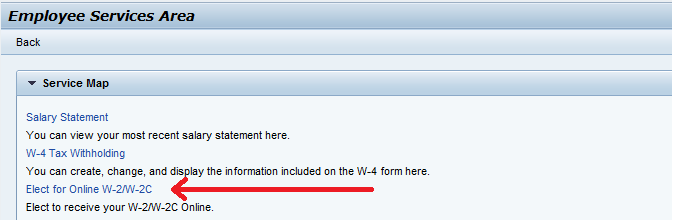 Employee Services Area
Back
Service Map
Salary Statement
You can view your most recent salary statement here.
W-4 Tax Withholding
You can create, change, and display the information included on the W-4 form here.
Elect for Online W-2/W-2C
Elect to receive your W-2/W-2C Online.